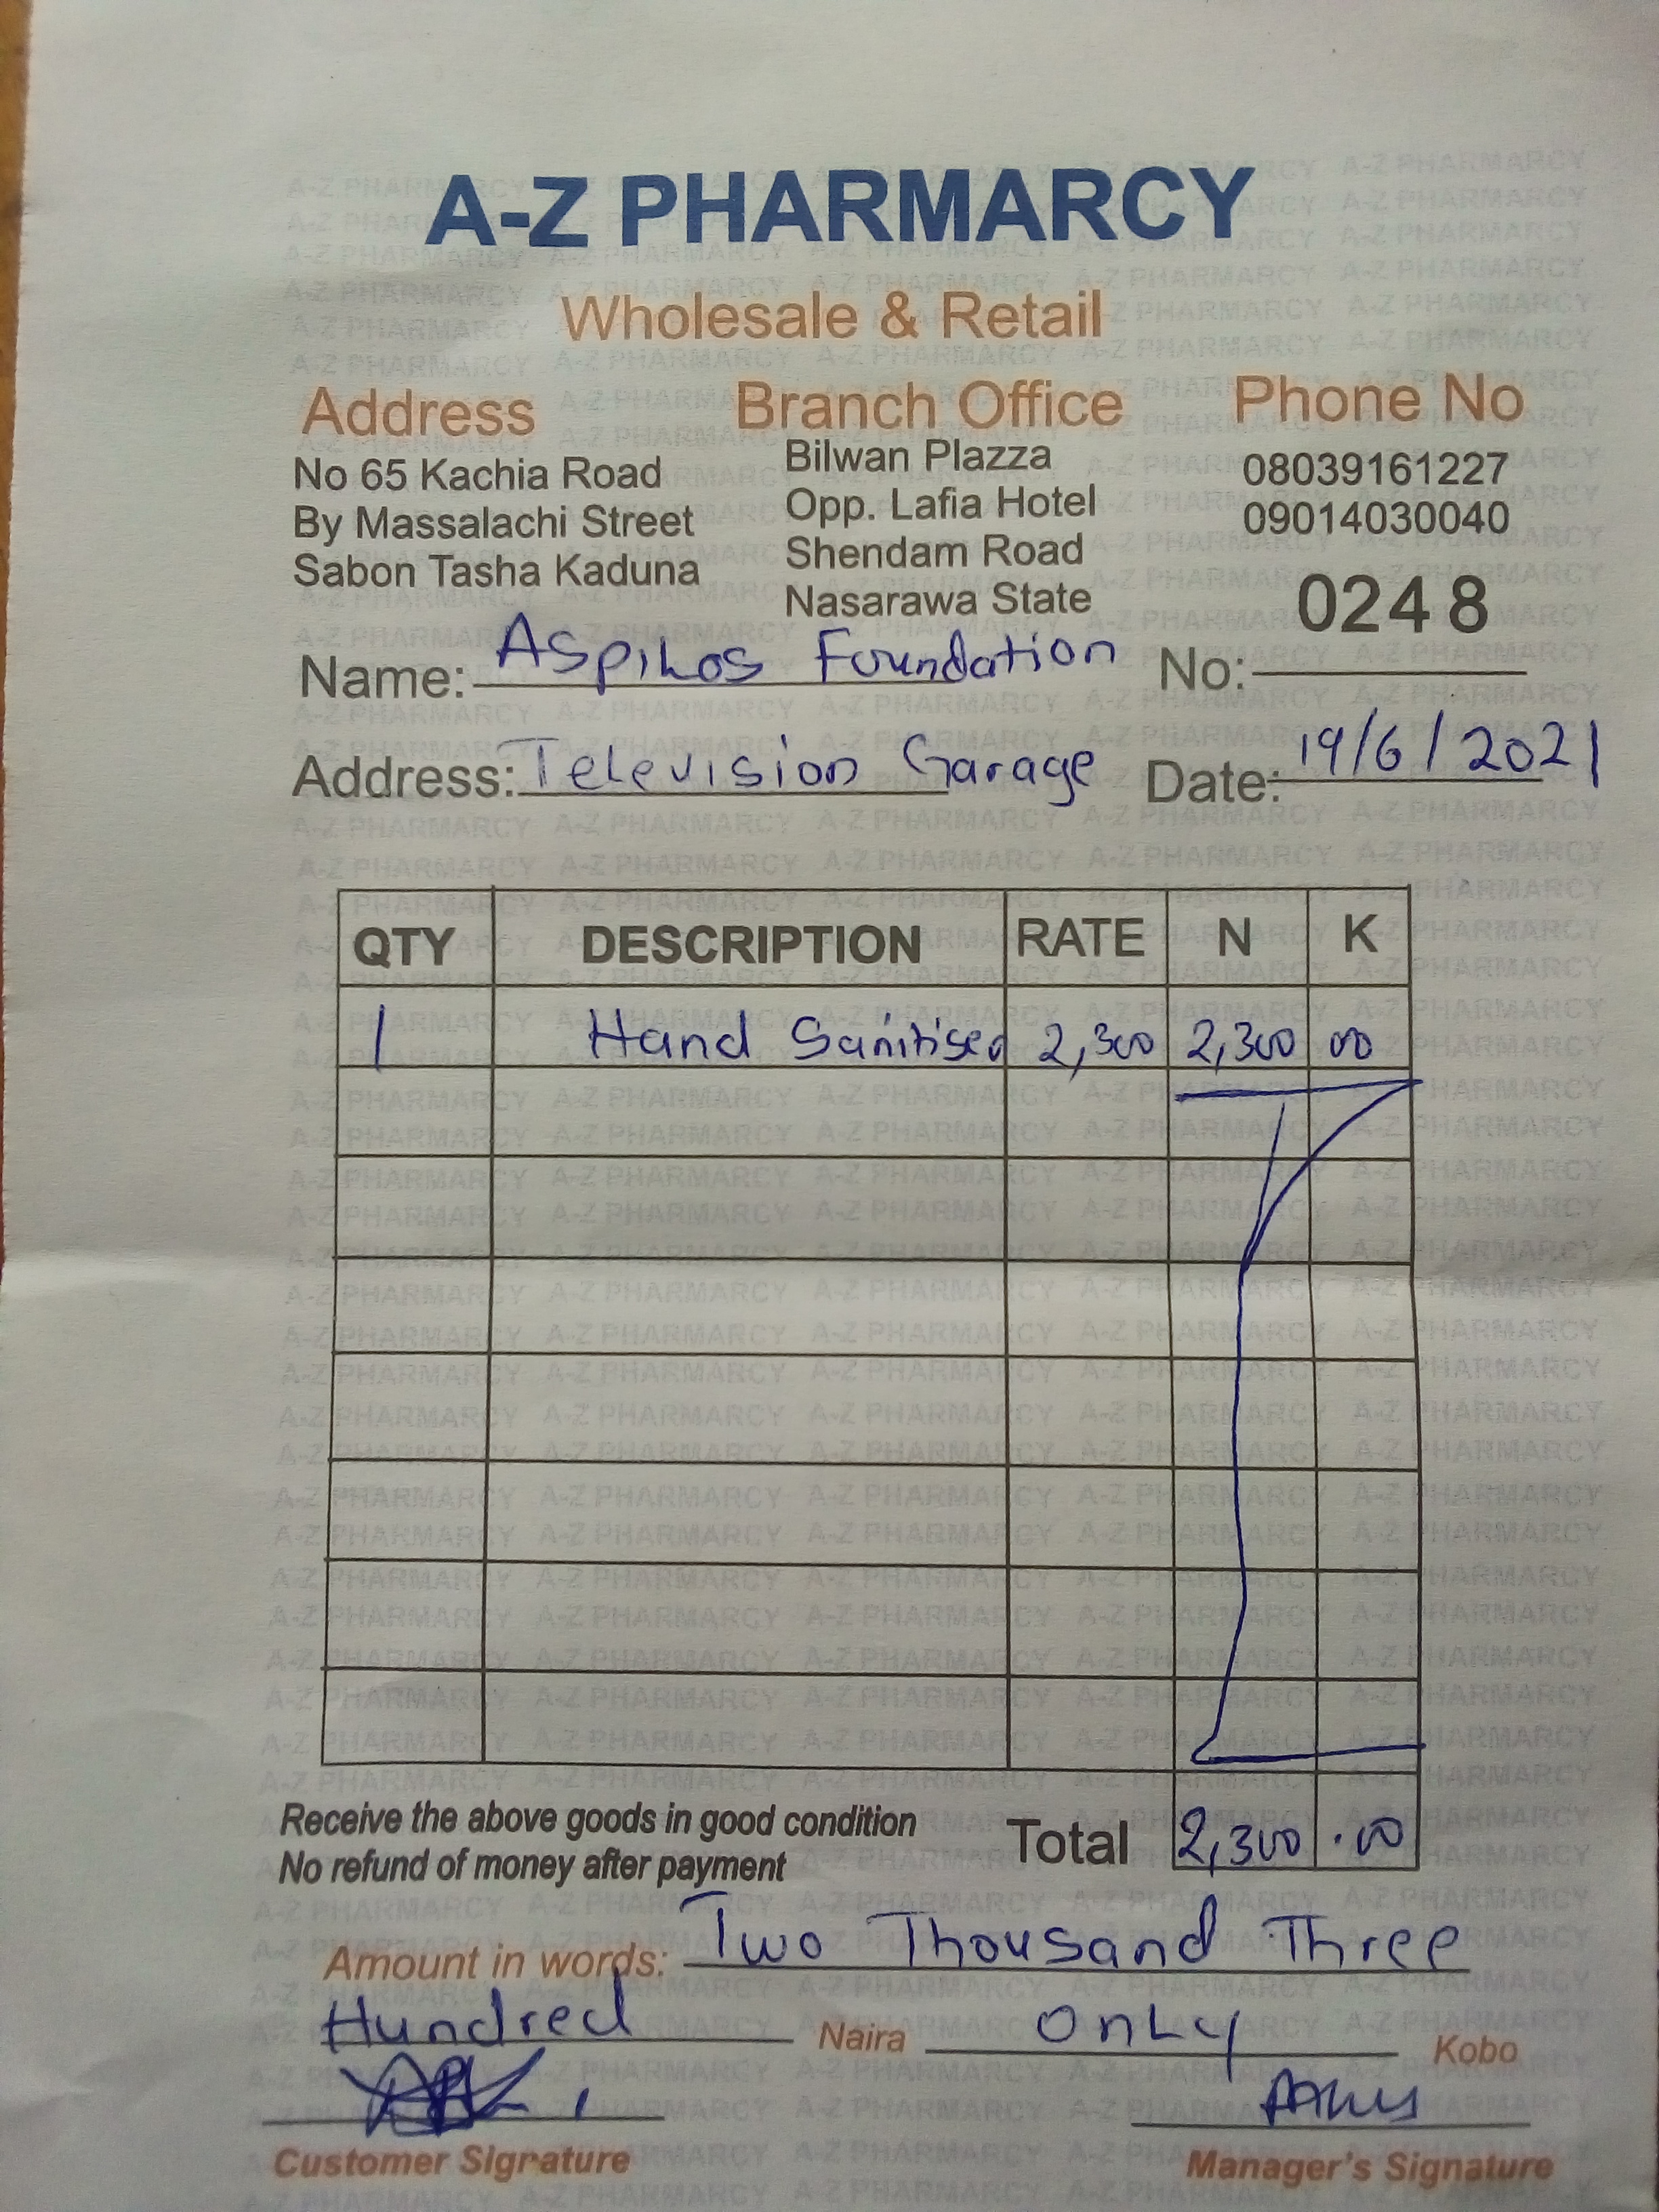 A-Z PHARMARCY
Wholesale & Retail
Address Branch Office Phone No
No 65 Kachia Road Bilwan Plazza 08039161227
By Massalachi Street Opp. Lafia Hotel 09014030040
Sabon Tasha Kaduna Shendam Road
Nasarawa State 0248
Name: Aspilos Foundation No:
Address: Television Garage Date: 19/6/2021
QTY DESCRIPTION RATE N K
1 Hand Sanitiser 2,300 2,300 00
Receive the above goods in good condition
No refund of money after payment
Total 2,300 .00
Amount in words: Two Thousand Three
Hundred Naira Only Kobo
Customer Signature Manager's Signature